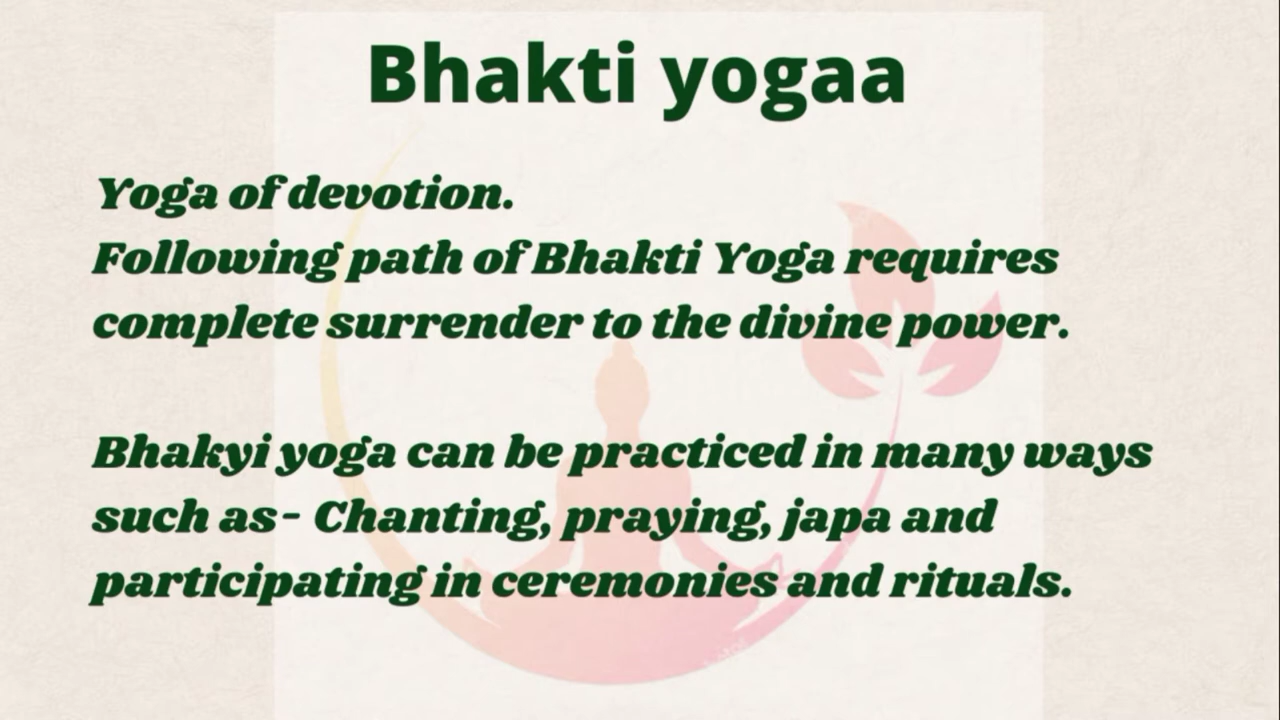 Bhakti yogaa
Yoga of devotion.
Following path of Bhakti Yoga requires
complete surrender to the divine power.
Bhakyi yoga can be practiced in many ways
such as- Chanting, praying, japa and
participating in ceremonies and rituals.